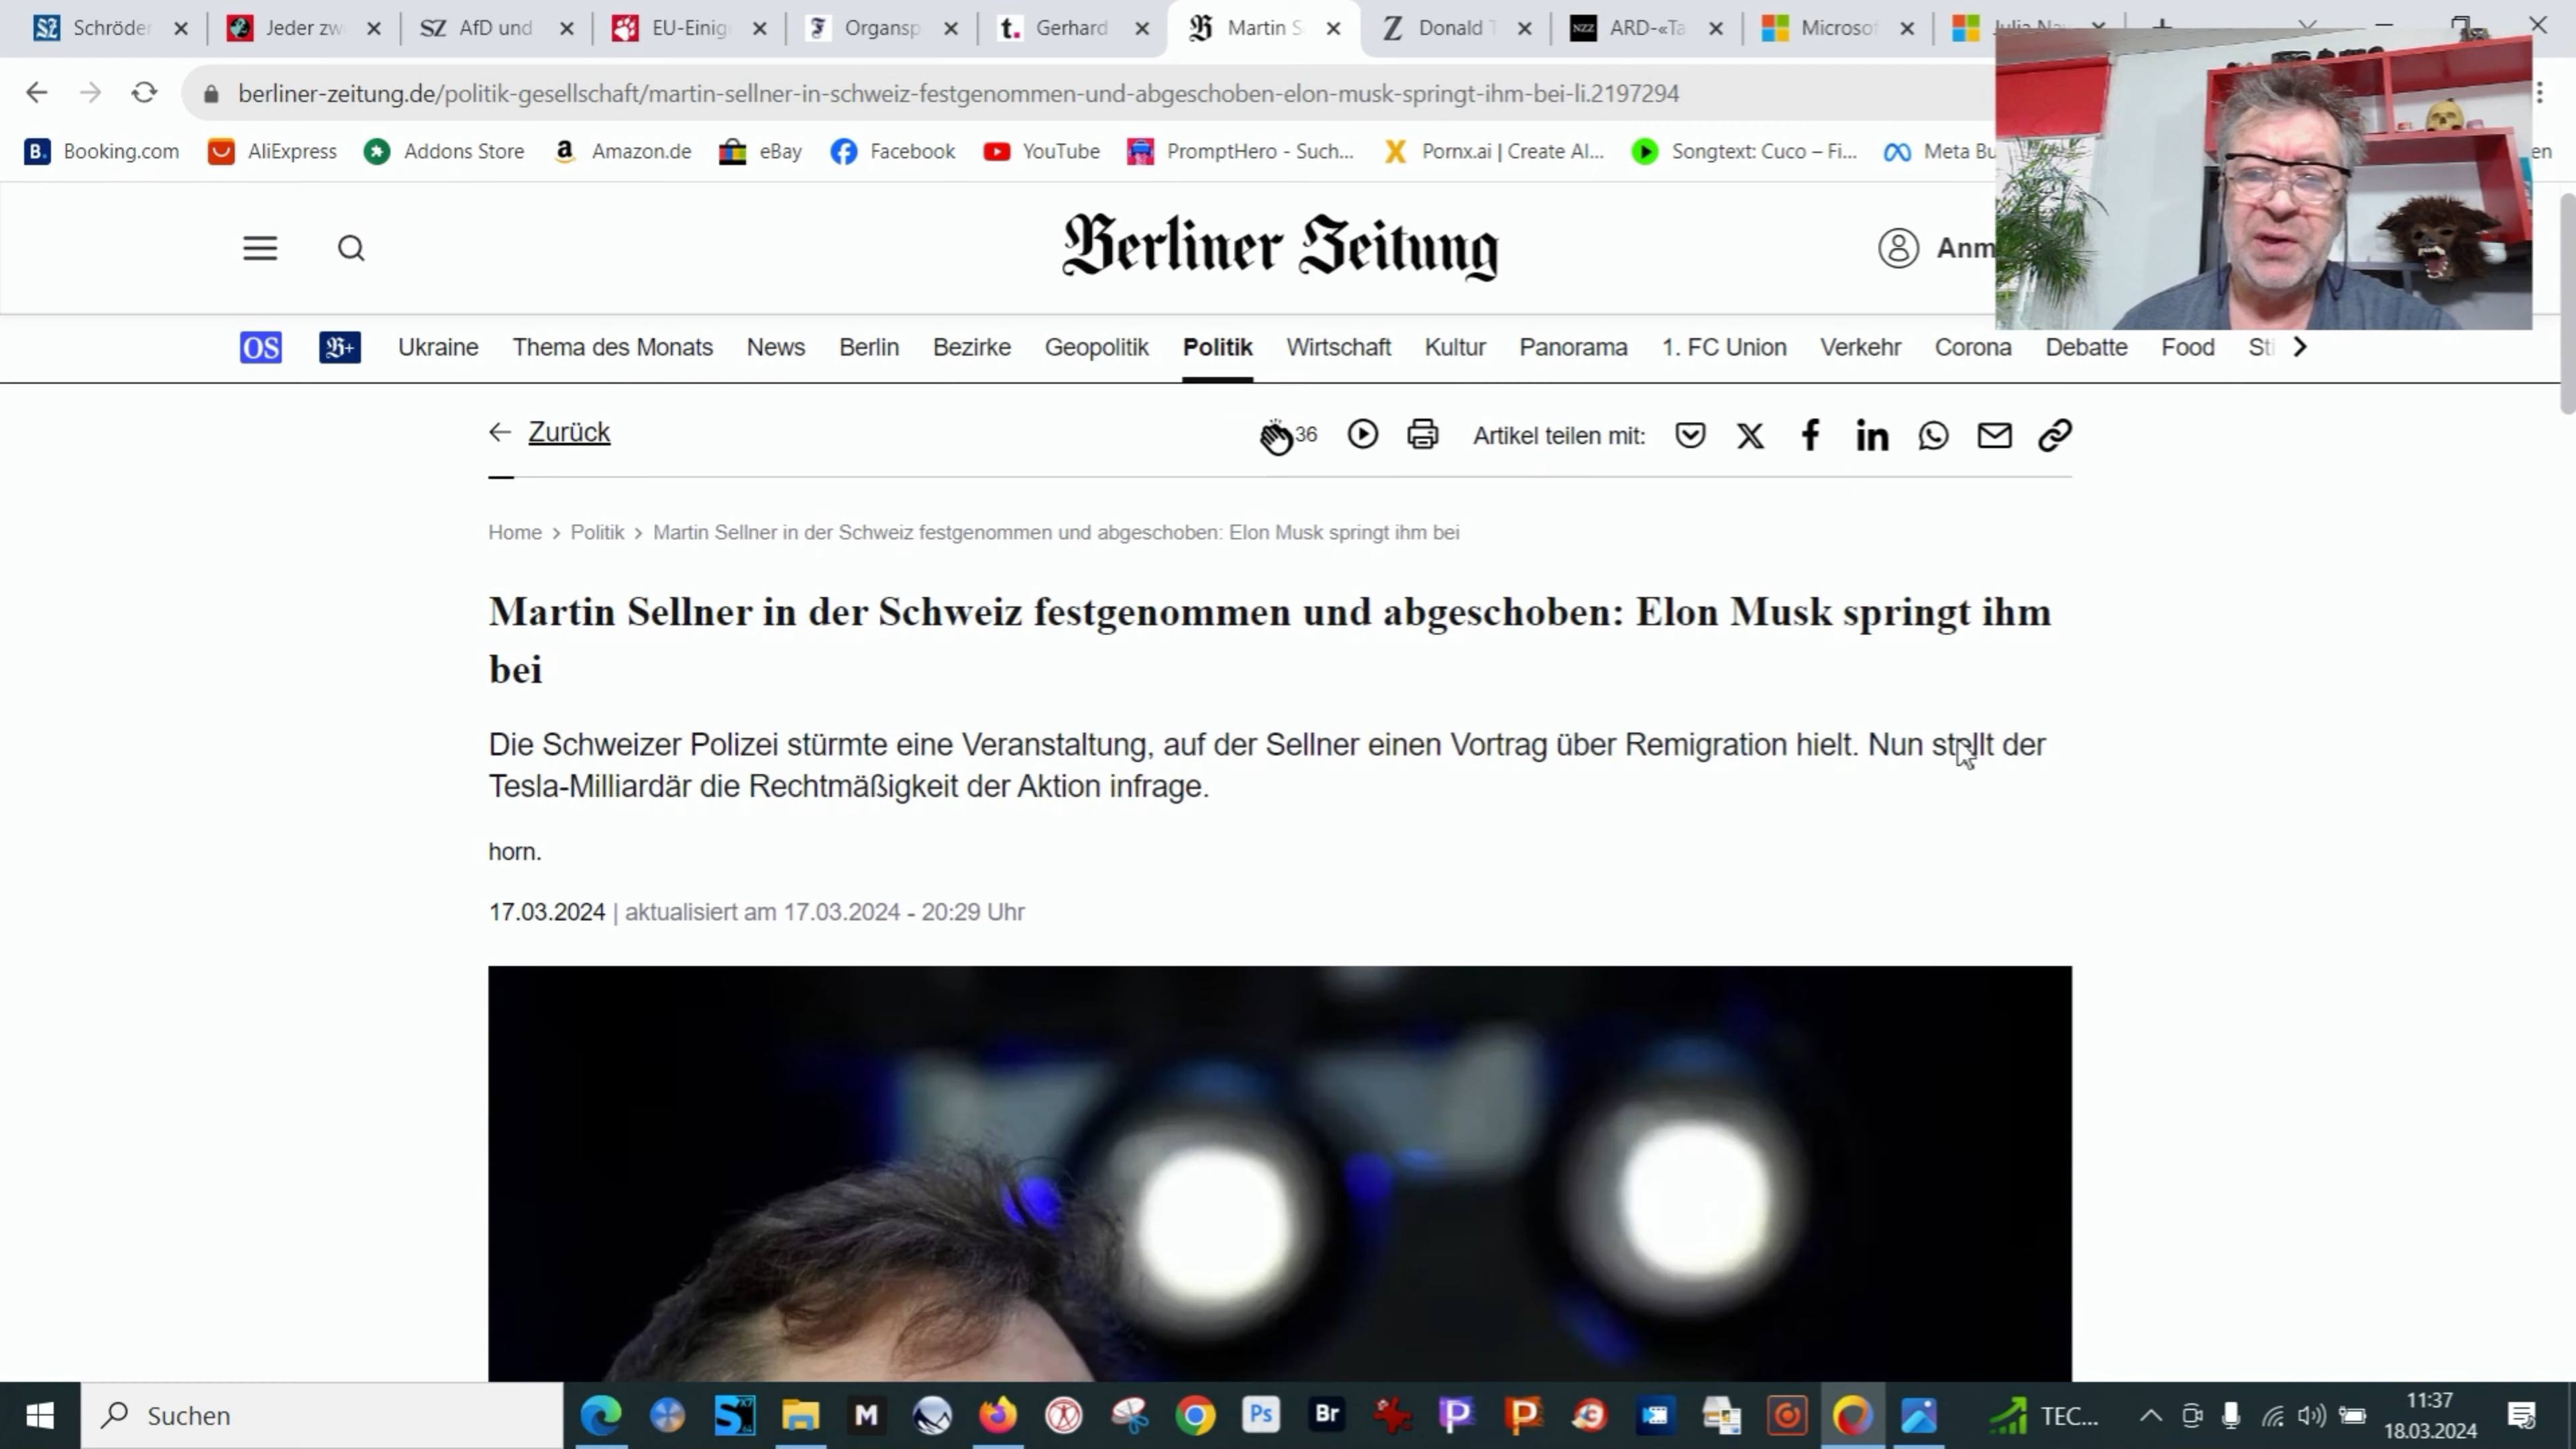 Schröder
Jeder zw
AfD und
EU-Einig
Organsp
Gerhard
Martin S
Donald T
ARD-«Ta
Microsof
berliner-zeitung.de/politik-gesellschaft/martin-sellner-in-schweiz-festgenommen-und-abgeschoben-elon-musk-springt-ihm-bei-li.2197294
Booking.com
AliExpress
Addons Store
Amazon.de
eBay
Facebook
YouTube
PromptHero - Such...
Pornx.ai | Create AI...
Songtext: Cuco – Fi...
Meta Bu
en
Berliner Zeitung
Anm
OS
B+
Ukraine
Thema des Monats
News
Berlin
Bezirke
Geopolitik
Politik
Wirtschaft
Kultur
Panorama
1. FC Union
Verkehr
Corona
Debatte
Food
Sti
Zurück
36
Artikel teilen mit:
Home > Politik > Martin Sellner in der Schweiz festgenommen und abgeschoben: Elon Musk springt ihm bei
Martin Sellner in der Schweiz festgenommen und abgeschoben: Elon Musk springt ihm
bei
Die Schweizer Polizei stürmte eine Veranstaltung, auf der Sellner einen Vortrag über Remigration hielt. Nun stellt der
Tesla-Milliardär die Rechtmäßigkeit der Aktion infrage.
horn.
17.03.2024 | aktualisiert am 17.03.2024 - 20:29 Uhr
Suchen
TEC...
11:37
18.03.2024